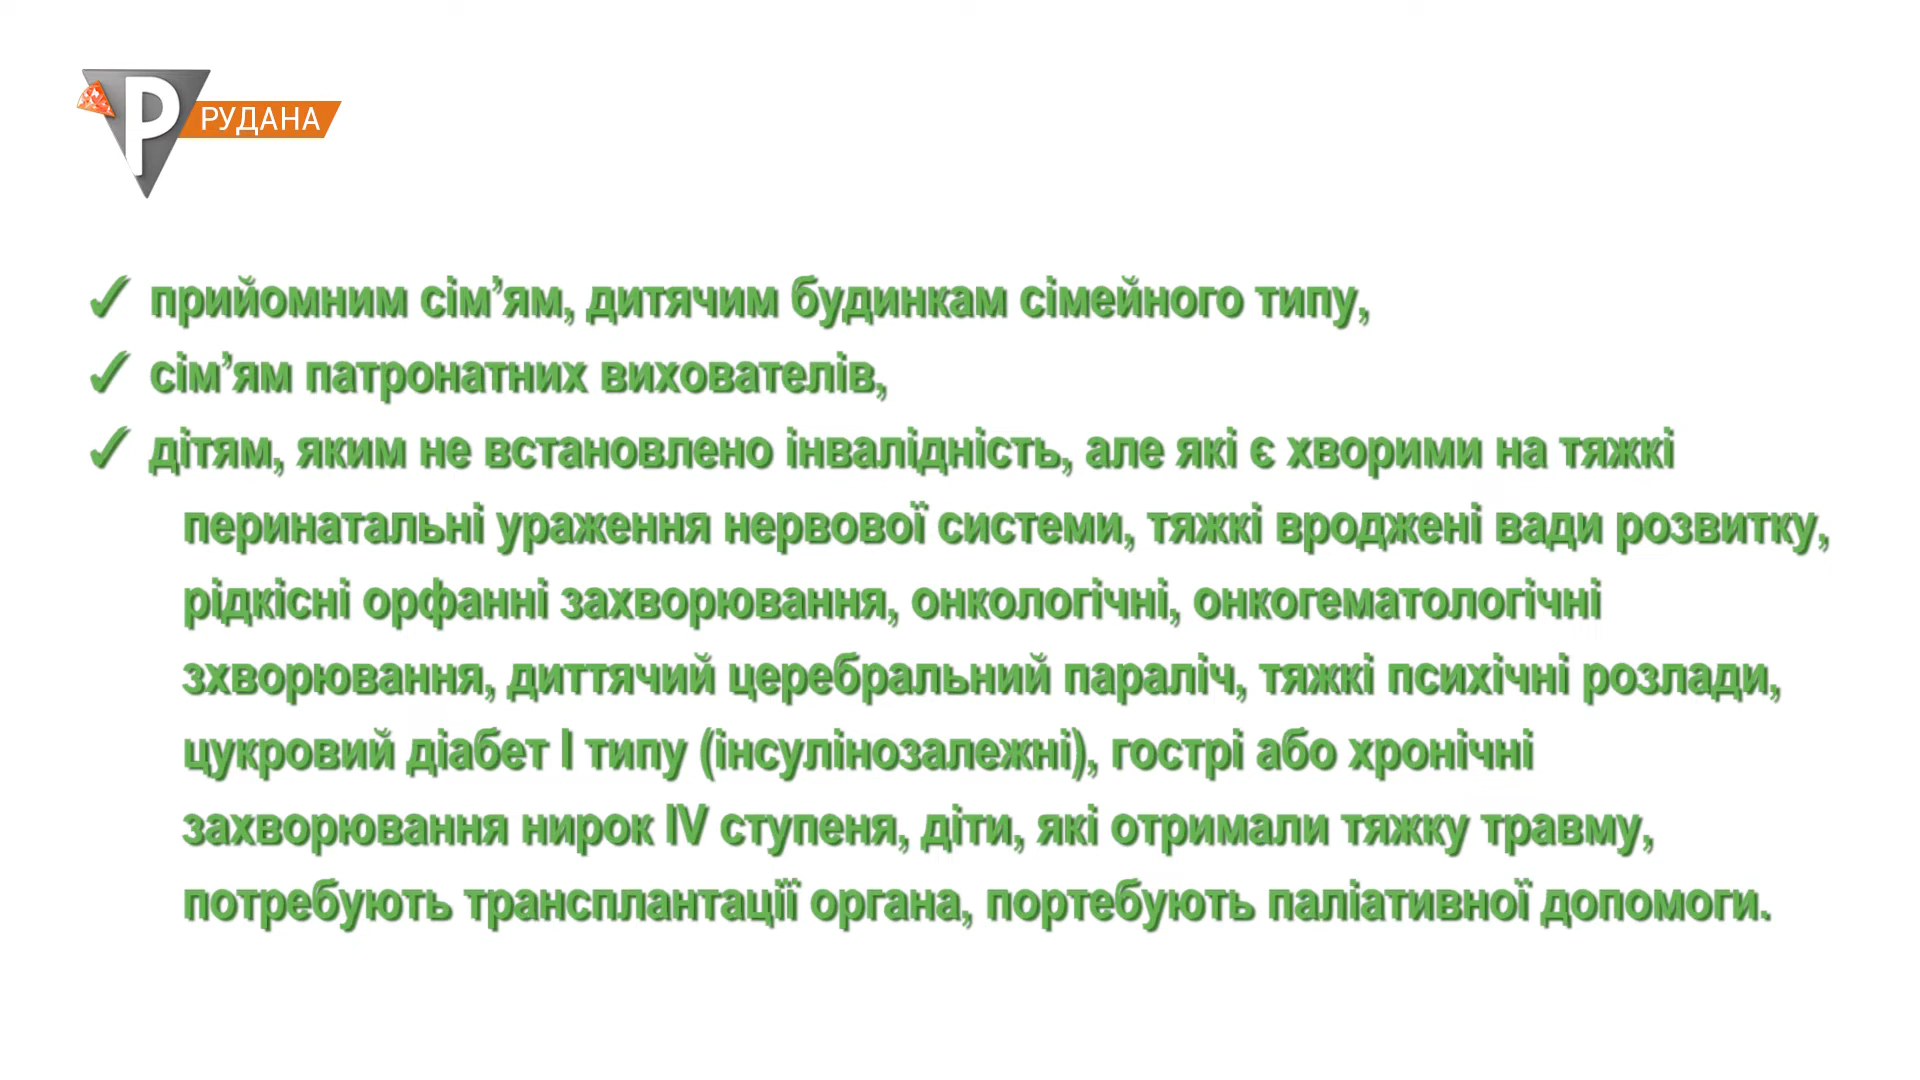 Р РУДАНА
✓ прийомним сім’ям, дитячим будинкам сімейного типу,
✓ сім’ям патронатних вихователів,
✓ дітям, яким не встановлено інвалідність, але які є хворими на тяжкі
перинатальні ураження нервової системи, тяжкі вроджені вади розвитку,
рідкісні орфанні захворювання, онкологічні, онкогематологічні
зхворювання, диттячий церебральний параліч, тяжкі психічні розлади,
цукровий діабет І типу (інсулінозалежні), гострі або хронічні
захворювання нирок IV ступеня, діти, які отримали тяжку травму,
потребують трансплантації органа, портебують паліативної допомоги.